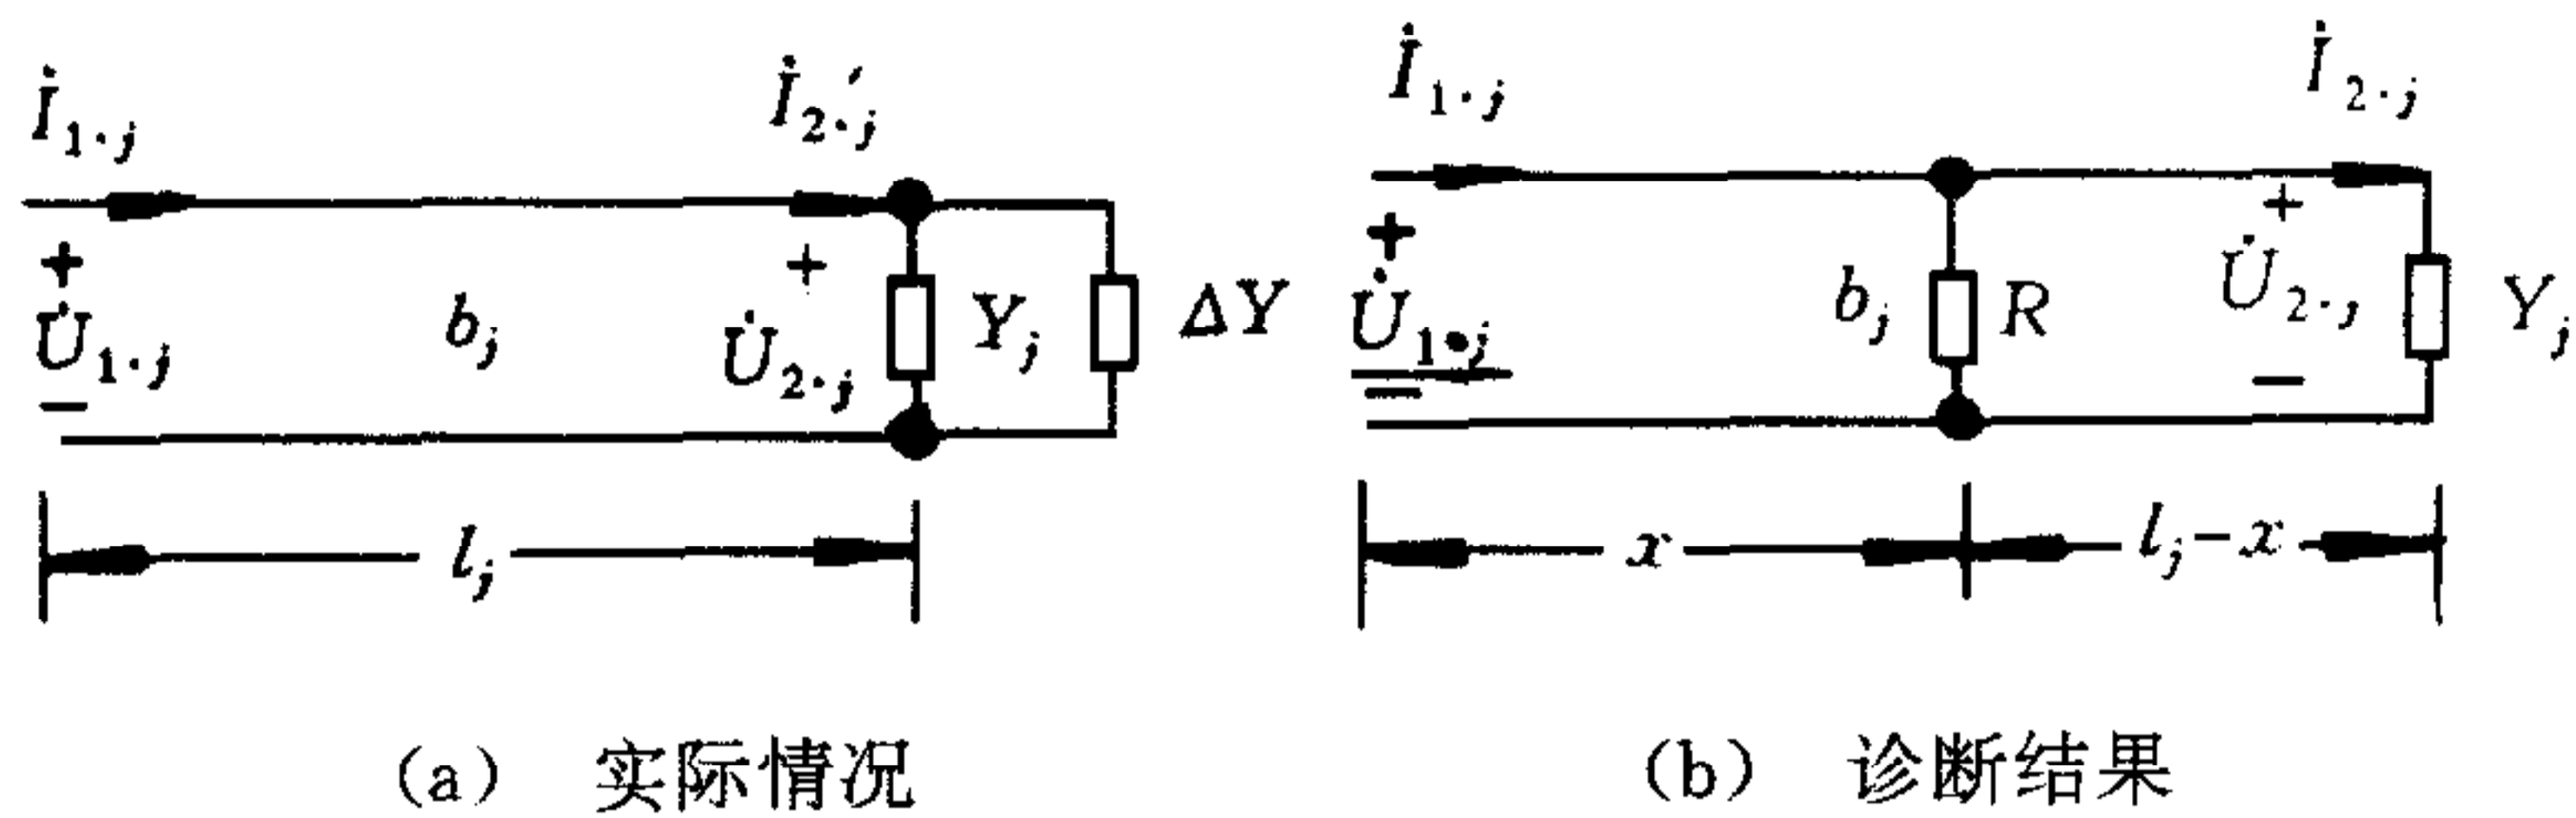 İ₁.ⱼ İ₂.ⱼ′ İ₁.ⱼ İ₂.ⱼ
+ + + +
U̇₁.ⱼ bⱼ U̇₂.ⱼ Yⱼ ΔY U̇₁.ⱼ bⱼ R U̇₂.ⱼ Yⱼ
− − −
lⱼ x lⱼ−x
(a) 实际情况 (b) 诊断结果